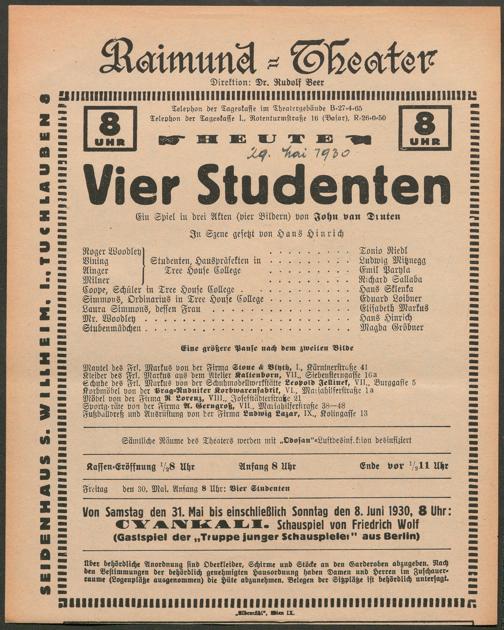 Raimund-Theater
Direktion: Dr. Rudolf Beer
Telephon der Tageskasse im Theatergebäude B-27-4-65
Telephon der Tageskasse I., Rotenturmstraße 16 (Basar), R-26-0-50
8 UHR
HEUTE
8 UHR
29. Mai 1930
Vier Studenten
Ein Spiel in drei Akten (vier Bildern) von John van Druten
In Szene gesetzt von Hans Hinrich
Roger Woodley Tonio Riedl
Vining Studenten, Hauspräfekten in Ludwig Mitznegg
Ainger Tree House College Emil Partyla
Milner Richard Sallaba
Coope, Schüler in Tree House College Hans Sklenka
Simmons, Ordinarius in Tree House College Eduard Loibner
Laura Simmons, dessen Frau Elisabeth Markus
Mr. Woodley Hans Hinrich
Stubenmädchen Magda Gröbner
Eine größere Pause nach dem zweiten Bilde
Mantel des Frl. Markus von der Firma Stone & Blyth, I., Kärntnerstraße 41
Kleider des Frl. Markus aus dem Atelier Kaltenborn, VII., Siebensterngasse 16a
Schuhe des Frl. Markus von der Schuhmodellwerkstätte Leopold Jellinek, VII., Burggasse 5
Korbmöbel von der Prag-Rudniker Korbwarenfabrik, VI., Mariahilferstraße 1a
Möbel von der Firma R. Lorenz, VIII., Josefstädterstraße 21
Sportgeräte von der Firma A. Gerngroß, VII., Mariahilferstraße 38—48
Fußballdreß und Ausrüstung von der Firma Ludwig Lazar, IX., Kolingasse 13
Sämtliche Räume des Theaters werden mit „Odosan“-Luftdesinfektion desinfiziert
Kassen-Eröffnung ½8 Uhr Anfang 8 Uhr Ende vor ½11 Uhr
Freitag den 30. Mai. Anfang 8 Uhr: Vier Studenten
Von Samstag den 31. Mai bis einschließlich Sonntag den 8. Juni 1930, 8 Uhr:
CYANKALI. Schauspiel von Friedrich Wolf
(Gastspiel der „Truppe junger Schauspieler" aus Berlin)
Über behördliche Anordnung sind Oberkleider, Schirme und Stöcke an den Garderoben abzugeben. Nach
den Bestimmungen der behördlich genehmigten Hausordnung haben Damen und Herren im Zuschauer-
raume (Logenplätze ausgenommen) die Hüte abzunehmen. Belegen der Sitzplätze ist behördlich untersagt.
SEIDENHAUS S. WILLHEIM, I., TUCHLAUBEN 8
„Elbemühl“, Wien IX.